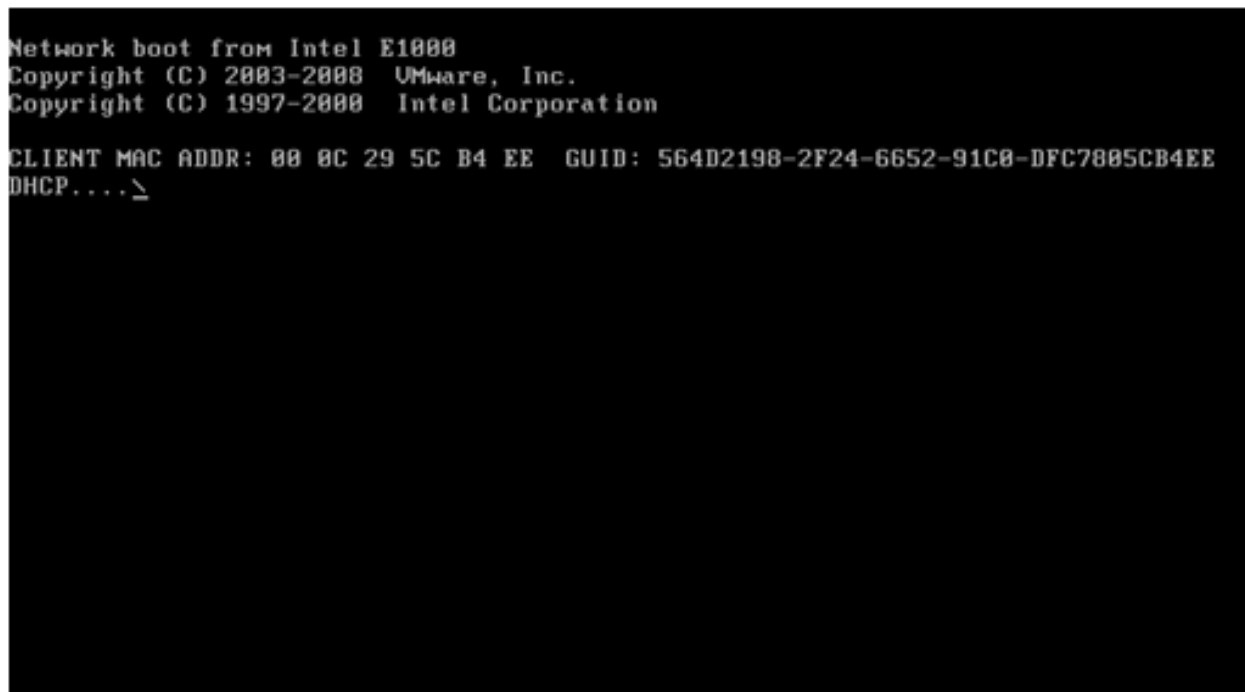 Network boot from Intel E1000
Copyright (C) 2003-2008  VMware, Inc.
Copyright (C) 1997-2000  Intel Corporation
CLIENT MAC ADDR: 00 0C 29 5C B4 EE  GUID: 564D2198-2F24-6652-91C0-DFC7805CB4EE
DHCP....\